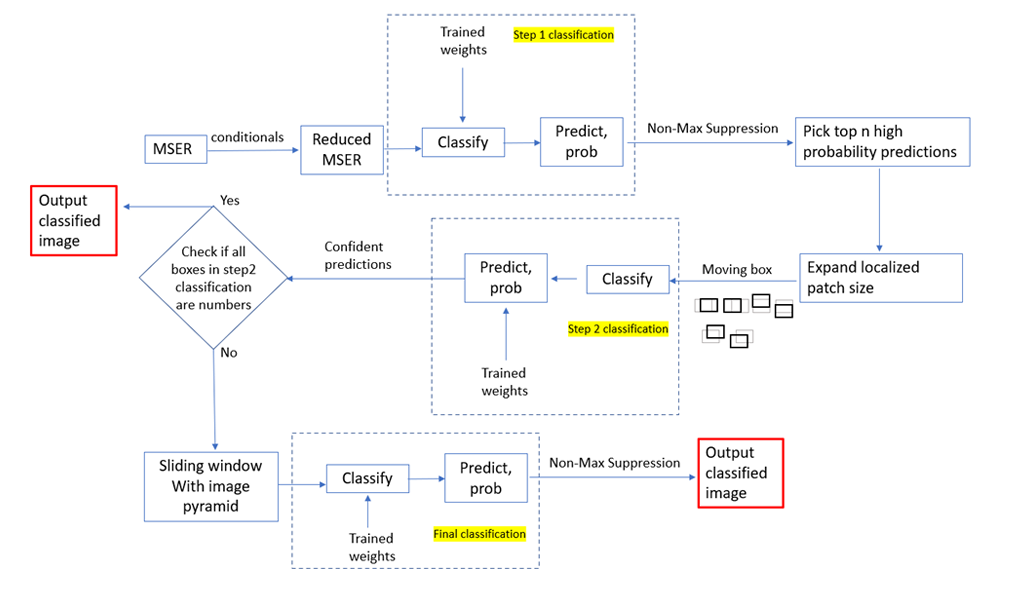 Trained
weights
Step 1 classification
MSER
conditionals
Reduced
MSER
Classify
Predict,
prob
Non-Max Suppression
Pick top n high
probability predictions
Output
classified
image
Yes
Check if all
boxes in step2
classification
are numbers
No
Confident
predictions
Predict,
prob
Classify
Moving box
Expand localized
patch size
Step 2 classification
Trained
weights
Sliding window
With image
pyramid
Classify
Predict,
prob
Non-Max Suppression
Output
classified
image
Trained
weights
Final classification